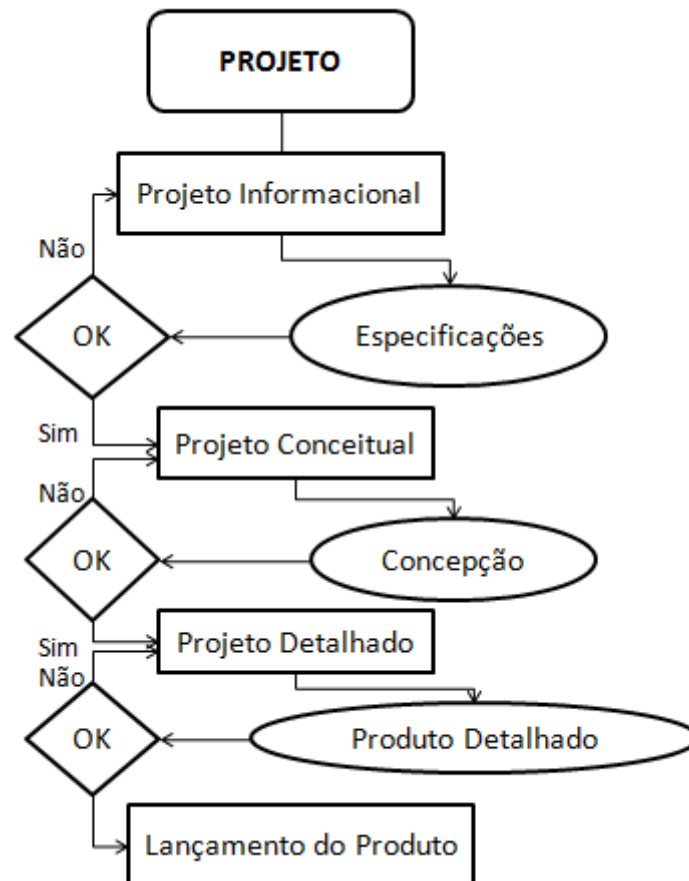 PROJETO
Projeto Informacional
Não
OK
Especificações
Sim
Projeto Conceitual
Não
OK
Concepção
Projeto Detalhado
Sim
Não
OK
Produto Detalhado
Lançamento do Produto